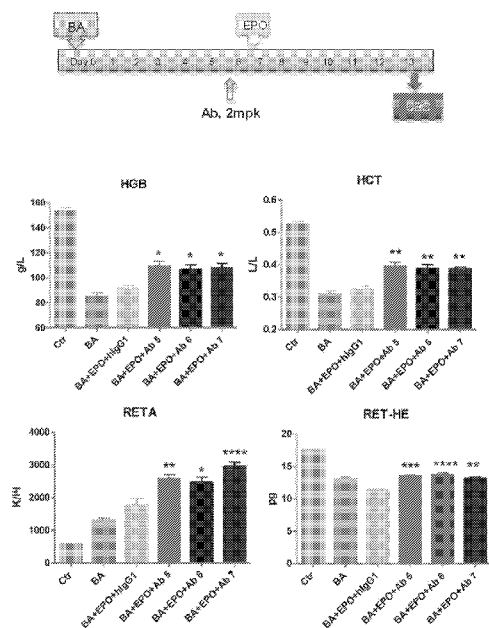 BA
EPO
Day 0 1 2 3 4 5 6 7 8 9 10 11 12 13
Ab, 2mpk
CBC
HGB
g/L
160
140
120
100
80
60
*
*
*
Ctr
BA
BA+EPO+hIgG1
BA+EPO+Ab 5
BA+EPO+Ab 6
BA+EPO+Ab 7
HCT
L/L
0.6
0.5
0.4
0.3
0.2
**
**
**
Ctr
BA
BA+EPO+hIgG1
BA+EPO+Ab 5
BA+EPO+Ab 6
BA+EPO+Ab 7
RETA
4000
3000
2000
1000
0
**
*
****
Ctr
BA
BA+EPO+hIgG1
BA+EPO+Ab 5
BA+EPO+Ab 6
BA+EPO+Ab 7
RET-HE
pg
20
15
10
5
0
***
****
**
Ctr
BA
BA+EPO+hIgG1
BA+EPO+Ab 5
BA+EPO+Ab 6
BA+EPO+Ab 7